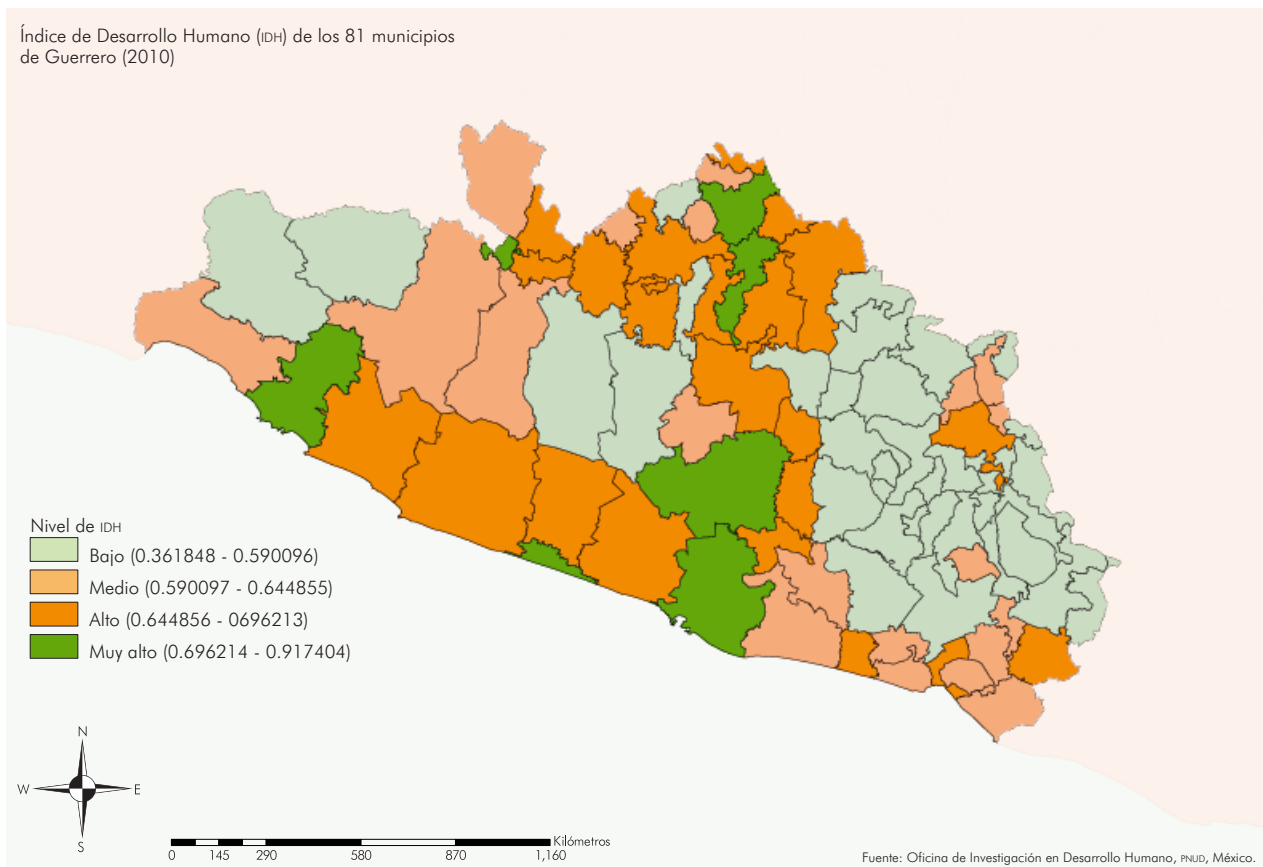 Índice de Desarrollo Humano (IDH) de los 81 municipios
de Guerrero (2010)
Nivel de IDH
Bajo (0.361848 - 0.590096)
Medio (0.590097 - 0.644855)
Alto (0.644856 - 0696213)
Muy alto (0.696214 - 0.917404)
N
W E
S
Kilómetros
0 145 290 580 870 1,160
Fuente: Oficina de Investigación en Desarrollo Humano, PNUD, México.